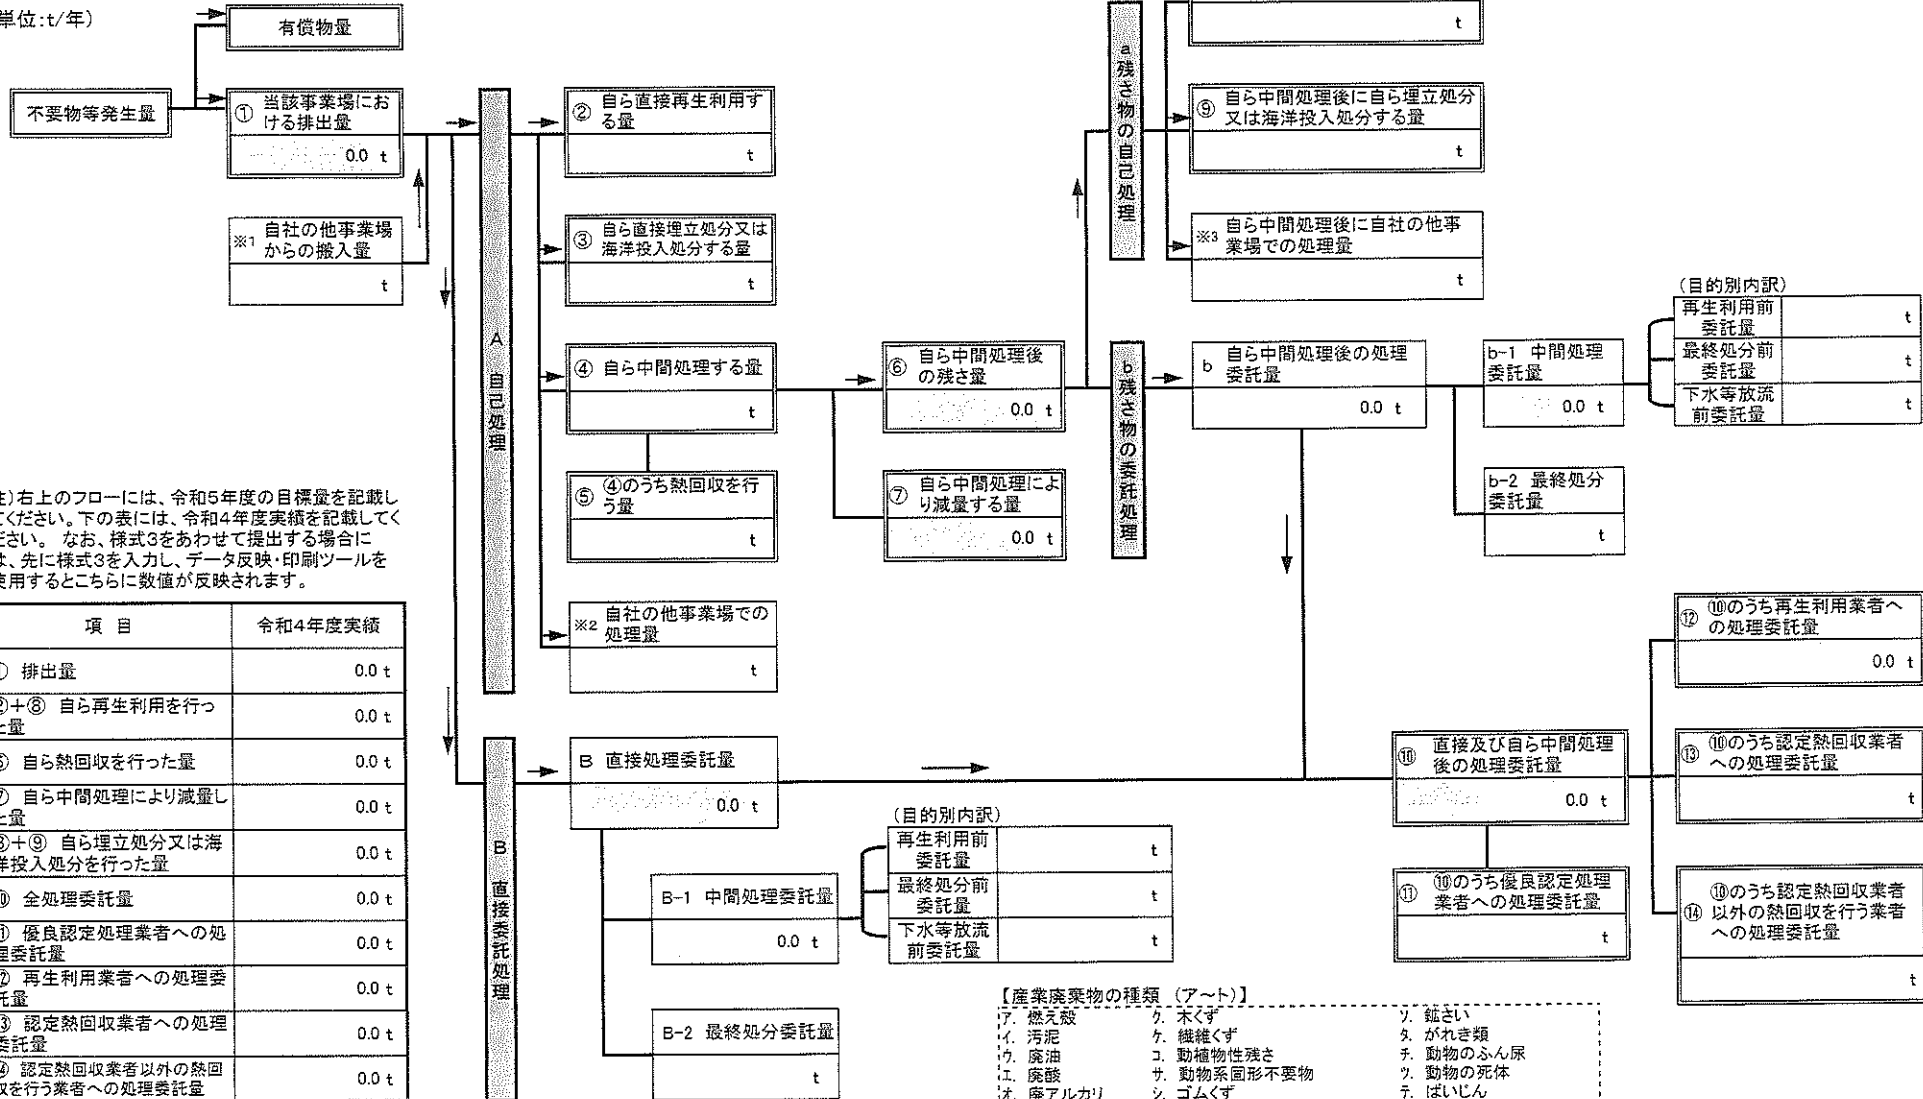 単位:t/年)
有償物量
不要物等発生量
① 当該事業場にお
ける排出量
0.0 t
※1 自社の他事業場
からの搬入量
t
A 自己処理
② 自ら直接再生利用す
る量
t
③ 自ら直接埋立処分又は
海洋投入処分する量
t
④ 自ら中間処理する量
t
⑤ ④のうち熱回収を行
う量
t
※2 自社の他事業場での
処理量
t
⑥ 自ら中間処理後
の残さ量
0.0 t
⑦ 自ら中間処理によ
り減量する量
0.0 t
a 残さ物の自己処理
t
⑨ 自ら中間処理後に自ら埋立処分
又は海洋投入処分する量
t
※3 自ら中間処理後に自社の他事
業場での処理量
t
b 残さ物の委託処理
b 自ら中間処理後の処理
委託量
0.0 t
b-1 中間処理
委託量
0.0 t
(目的別内訳)
再生利用前
委託量
t
最終処分前
委託量
t
下水等放流
前委託量
t
b-2 最終処分
委託量
t
注)右上のフローには、令和5年度の目標量を記載し
てください。下の表には、令和4年度実績を記載してく
ださい。 なお、様式3をあわせて提出する場合に
は、先に様式3を入力し、データ反映・印刷ツールを
使用するとこちらに数値が反映されます。
項 目 令和4年度実績
① 排出量 0.0 t
②+⑧ 自ら再生利用を行っ
た量 0.0 t
⑤ 自ら熱回収を行った量 0.0 t
⑦ 自ら中間処理により減量し
た量 0.0 t
③+⑨ 自ら埋立処分又は海
洋投入処分を行った量 0.0 t
⑩ 全処理委託量 0.0 t
⑪ 優良認定処理業者への処
理委託量 0.0 t
⑫ 再生利用業者への処理委
託量 0.0 t
⑬ 認定熱回収業者への処理
委託量 0.0 t
⑭ 認定熱回収業者以外の熱回
収を行う業者への処理委託量 0.0 t
B 直接委託処理
B 直接処理委託量
0.0 t
B-1 中間処理委託量
0.0 t
(目的別内訳)
再生利用前
委託量
t
最終処分前
委託量
t
下水等放流
前委託量
t
B-2 最終処分委託量
t
⑩ 直接及び自ら中間処理
後の処理委託量
0.0 t
⑪ ⑩のうち優良認定処理
業者への処理委託量
t
⑫ ⑩のうち再生利用業者へ
の処理委託量
0.0 t
⑬ ⑩のうち認定熱回収業者
への処理委託量
t
⑭ ⑩のうち認定熱回収業者
以外の熱回収を行う業者
への処理委託量
t
【産業廃棄物の種類 (ア~ト)】
ア. 燃え殻 ク. 木くず ソ. 鉱さい
イ. 汚泥 ケ. 繊維くず タ. がれき類
ウ. 廃油 コ. 動植物性残さ チ. 動物のふん尿
エ. 廃酸 サ. 動物系固形不要物 ツ. 動物の死体
オ. 廃アルカリ シ. ゴムくず テ. ばいじん